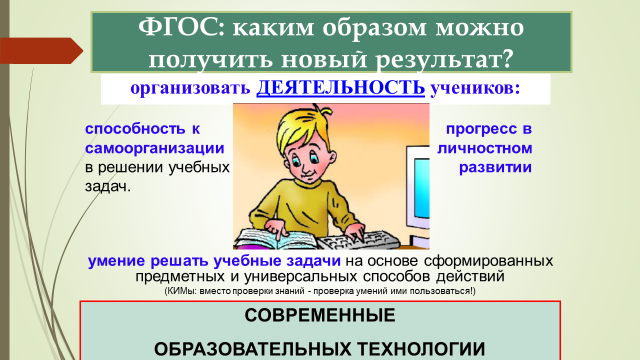 ФГОС: каким образом можно
получить новый результат?
организовать ДЕЯТЕЛЬНОСТЬ учеников:
способность к
самоорганизации
в решении учебных
задач.
прогресс в
личностном
развитии
умение решать учебные задачи на основе сформированных
предметных и универсальных способов действий
(КИМы: вместо проверки знаний - проверка умений ими пользоваться!)
СОВРЕМЕННЫЕ
ОБРАЗОВАТЕЛЬНЫХ ТЕХНОЛОГИИ